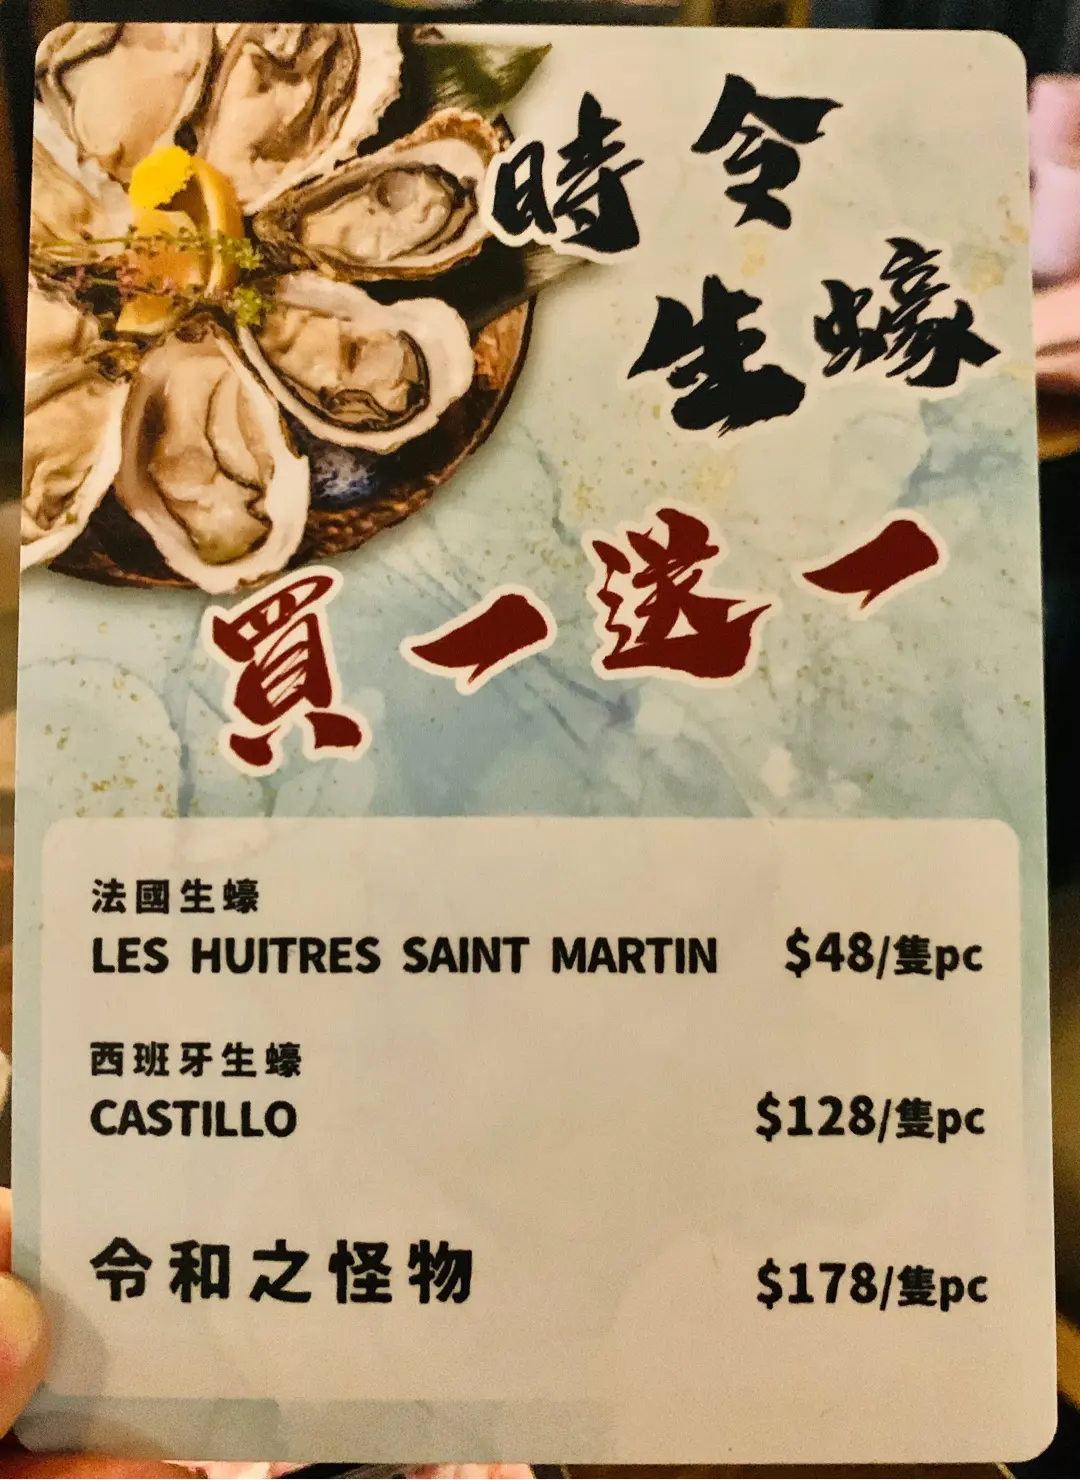 時令
生蠔
買一送一
法國生蠔
LES HUITRES SAINT MARTIN $48/隻pc
西班牙生蠔
CASTILLO $128/隻pc
令和之怪物 $178/隻pc